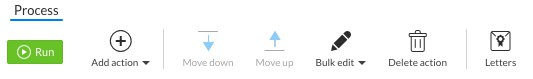 Process
Run
Add action
Move down
Move up
Bulk edit
Delete action
Letters